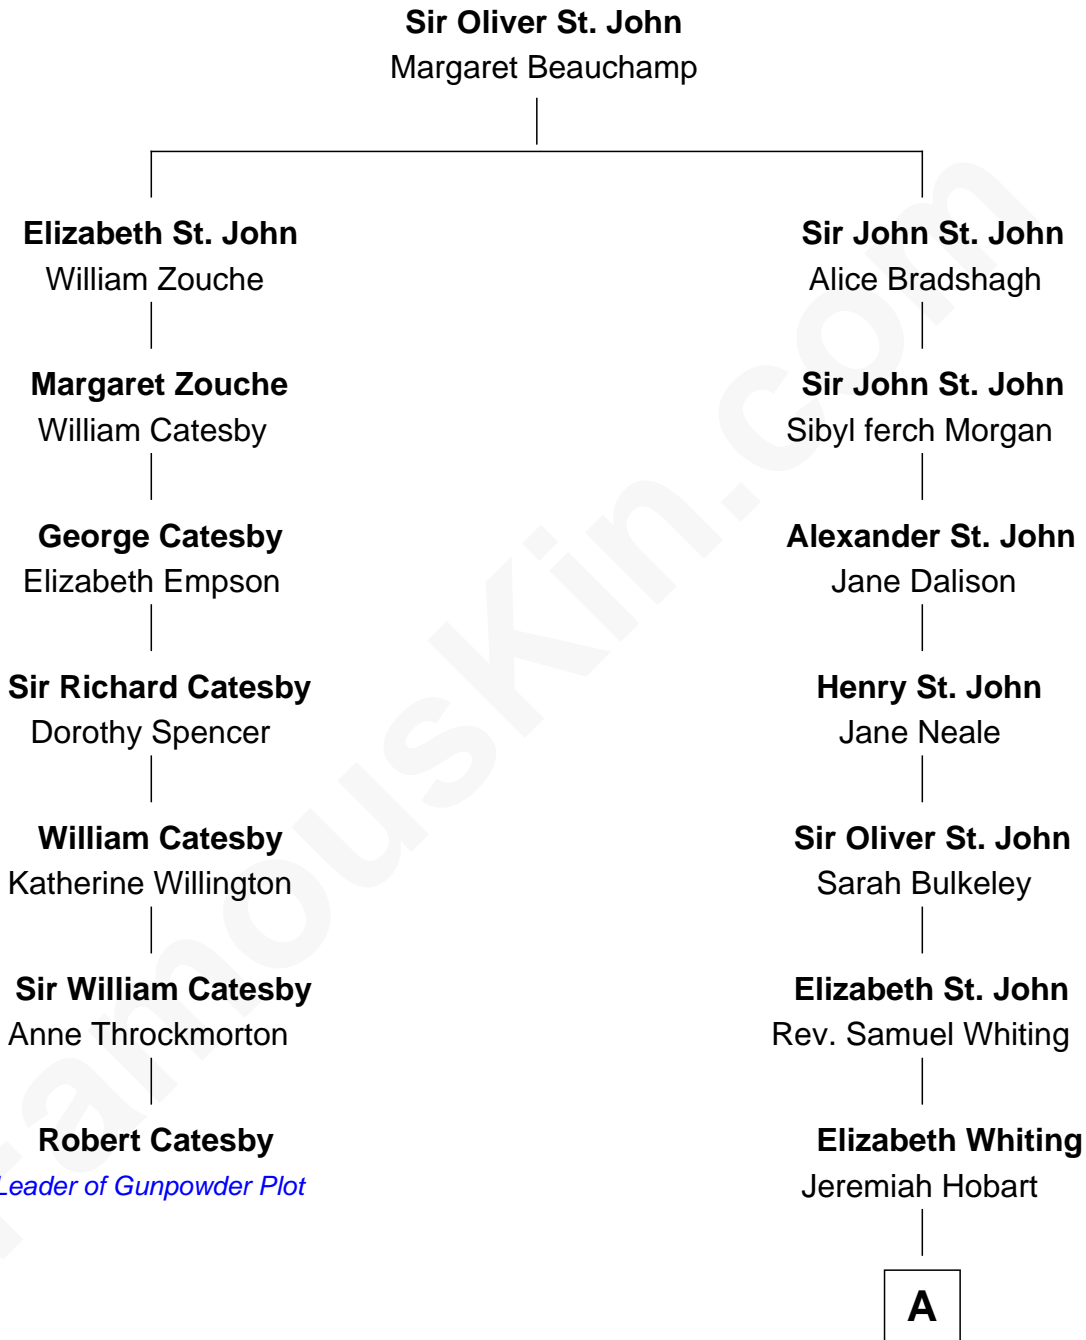 Sir Oliver St. John
Margaret Beauchamp
Elizabeth St. John
William Zouche
Sir John St. John
Alice Bradshagh
Margaret Zouche
William Catesby
Sir John St. John
Sibyl ferch Morgan
George Catesby
Elizabeth Empson
Alexander St. John
Jane Dalison
Sir Richard Catesby
Dorothy Spencer
Henry St. John
Jane Neale
William Catesby
Katherine Willington
Sir Oliver St. John
Sarah Bulkeley
Sir William Catesby
Anne Throckmorton
Elizabeth St. John
Rev. Samuel Whiting
Robert Catesby
Leader of Gunpowder Plot
Elizabeth Whiting
Jeremiah Hobart
A
FamousKin.com